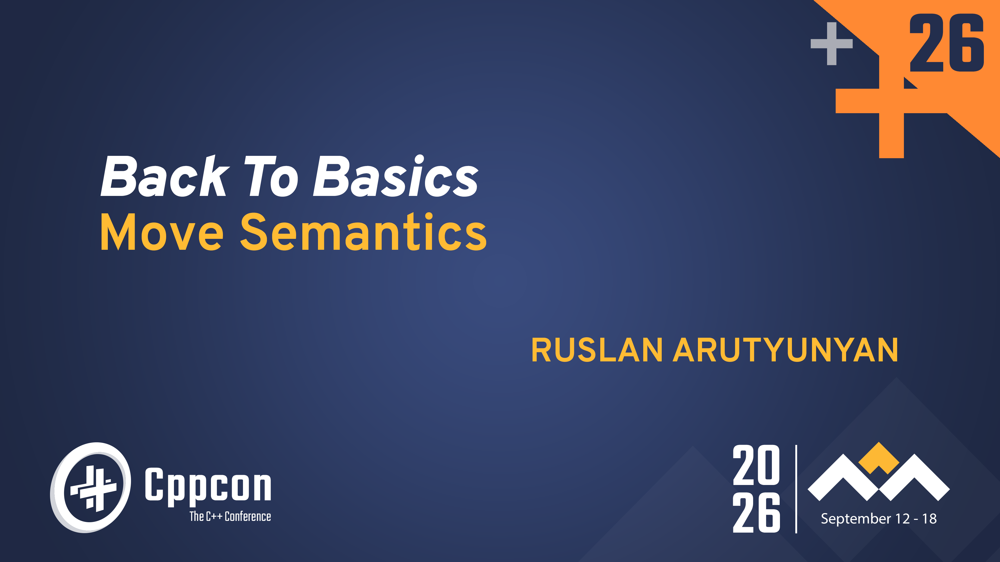 26
Back To Basics
Move Semantics
RUSLAN ARUTYUNYAN
Cppcon
The C++ Conference
20
26
September 12 - 18